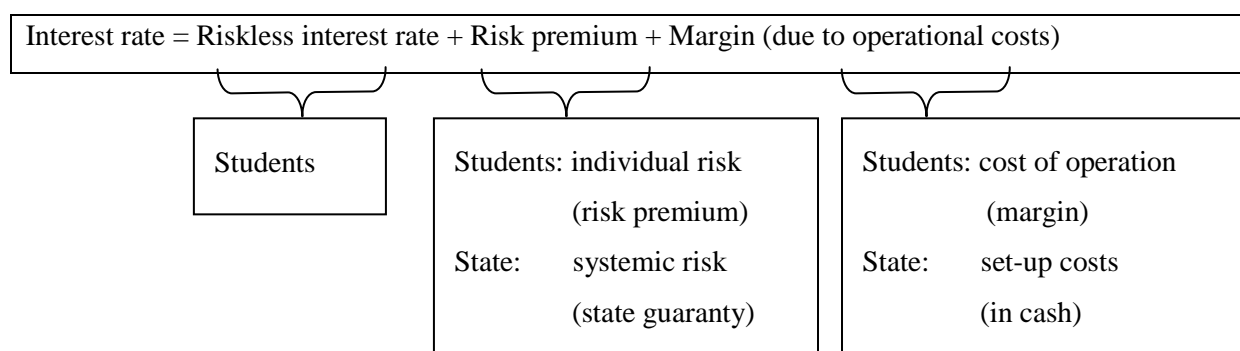 Interest rate = Riskless interest rate + Risk premium + Margin (due to operational costs)
Students
Students: individual risk
(risk premium)
State: systemic risk
(state guaranty)
Students: cost of operation
(margin)
State: set-up costs
(in cash)